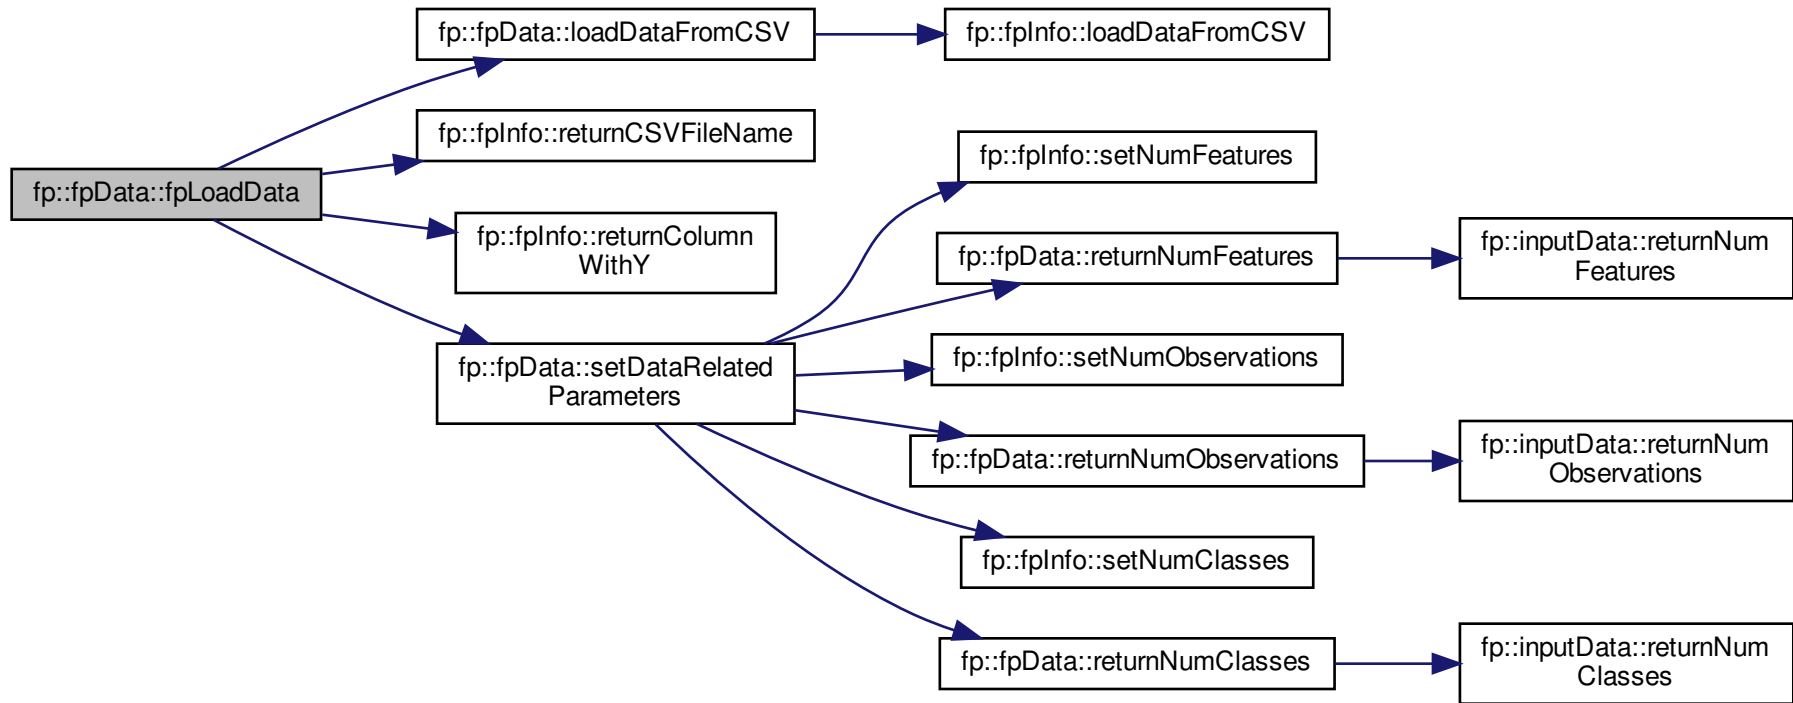 fp::fpData::fpLoadData
fp::fpData::loadDataFromCSV
fp::fpInfo::loadDataFromCSV
fp::fpInfo::returnCSVFileName
fp::fpInfo::returnColumn
WithY
fp::fpData::setDataRelated
Parameters
fp::fpInfo::setNumFeatures
fp::fpData::returnNumFeatures
fp::inputData::returnNum
Features
fp::fpInfo::setNumObservations
fp::fpData::returnNumObservations
fp::inputData::returnNum
Observations
fp::fpInfo::setNumClasses
fp::fpData::returnNumClasses
fp::inputData::returnNum
Classes